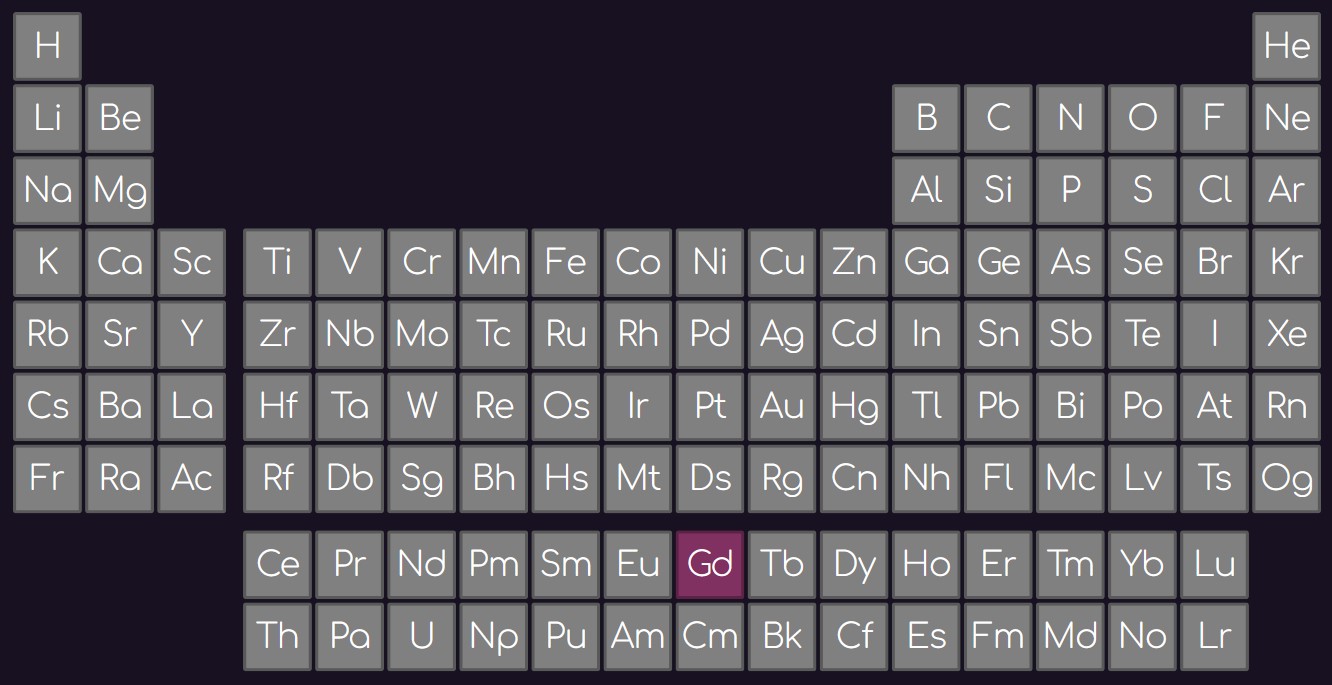 H He
Li Be B C N O F Ne
Na Mg Al Si P S Cl Ar
K Ca Sc Ti V Cr Mn Fe Co Ni Cu Zn Ga Ge As Se Br Kr
Rb Sr Y Zr Nb Mo Tc Ru Rh Pd Ag Cd In Sn Sb Te I Xe
Cs Ba La Hf Ta W Re Os Ir Pt Au Hg Tl Pb Bi Po At Rn
Fr Ra Ac Rf Db Sg Bh Hs Mt Ds Rg Cn Nh Fl Mc Lv Ts Og
Ce Pr Nd Pm Sm Eu Gd Tb Dy Ho Er Tm Yb Lu
Th Pa U Np Pu Am Cm Bk Cf Es Fm Md No Lr